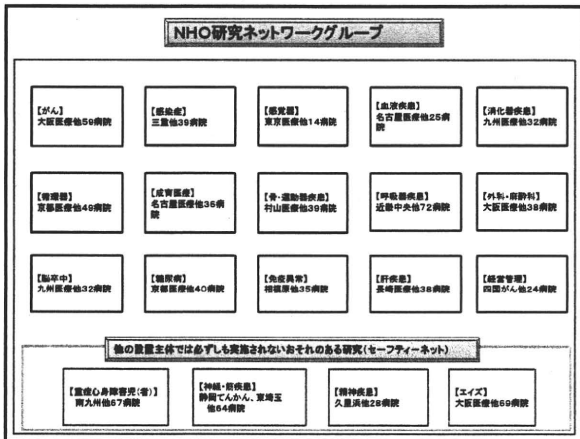 NHO研究ネットワークグループ
【がん】
大阪医療他59病院
【感染症】
三重他39病院
【感覚器】
東京医療他14病院
【血液疾患】
名古屋医療他25病院
【消化器疾患】
九州医療他32病院
【循環器】
京都医療他49病院
【成育医療】
名古屋医療他36病院
【骨・運動器疾患】
村山医療他39病院
【呼吸器疾患】
近畿中央他72病院
【外科・麻酔科】
大阪医療他38病院
【脳卒中】
九州医療他32病院
【糖尿病】
京都医療他40病院
【免疫異常】
相模原他35病院
【肝疾患】
長崎医療他38病院
【経営管理】
四国がん他24病院
他の設置主体では必ずしも実施されないおそれのある研究(セーフティーネット)
【重症心身障害児(者)】
南九州他67病院
【神経・筋疾患】
静岡てんかん、東埼玉
他64病院
【精神疾患】
久里浜他28病院
【エイズ】
大阪医療他69病院